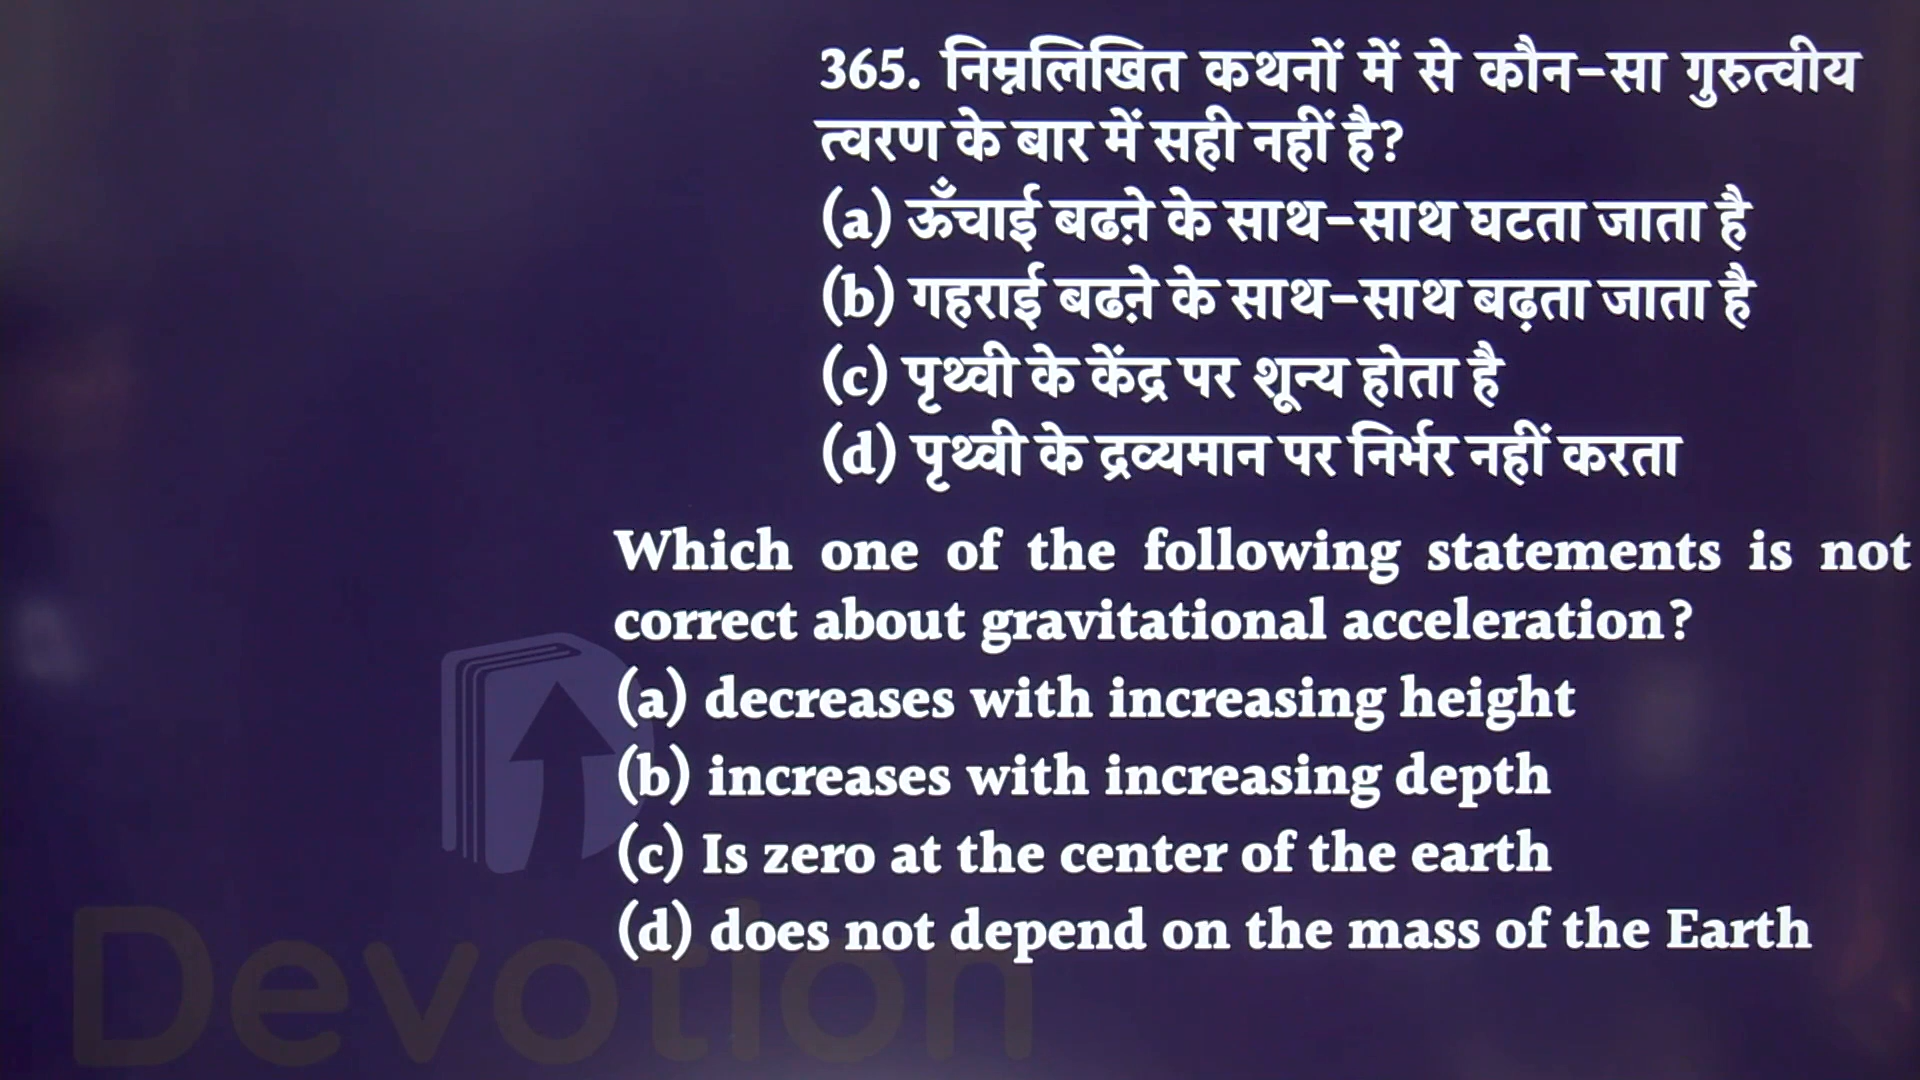 365. निम्नलिखित कथनों में से कौन-सा गुरुत्वीय
त्वरण के बार में सही नहीं है?
(a) ऊँचाई बढऩे के साथ-साथ घटता जाता है
(b) गहराई बढऩे के साथ-साथ बढ़ता जाता है
(c) पृथ्वी के केंद्र पर शून्य होता है
(d) पृथ्वी के द्रव्यमान पर निर्भर नहीं करता
Which one of the following statements is not
correct about gravitational acceleration?
(a) decreases with increasing height
(b) increases with increasing depth
(c) Is zero at the center of the earth
(d) does not depend on the mass of the Earth
Devotion